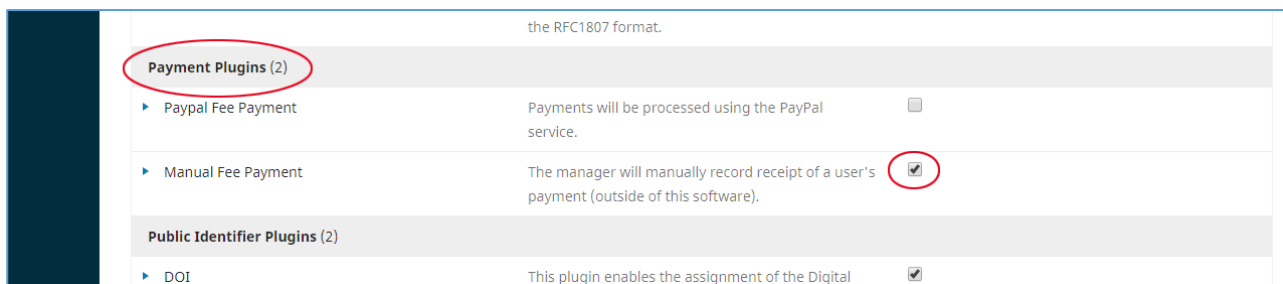 the RFC1807 format.
Payment Plugins (2)
Paypal Fee Payment
Payments will be processed using the PayPal
service.
Manual Fee Payment
The manager will manually record receipt of a user's
payment (outside of this software).
Public Identifier Plugins (2)
DOI
This plugin enables the assignment of the Digital